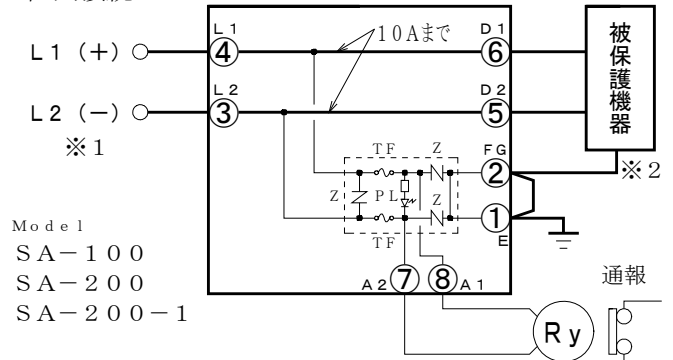 L1 D1
L1(+) ④ 10Aまで ⑥
L2 D2
L2(−) ③ ⑤
※1
被保護機器
TF Z FG
② ※2
Z PL Z
①
TF E
A2 ⑦ ⑧ A1
Model
SA−100
SA−200
SA−200−1
通報
Ry